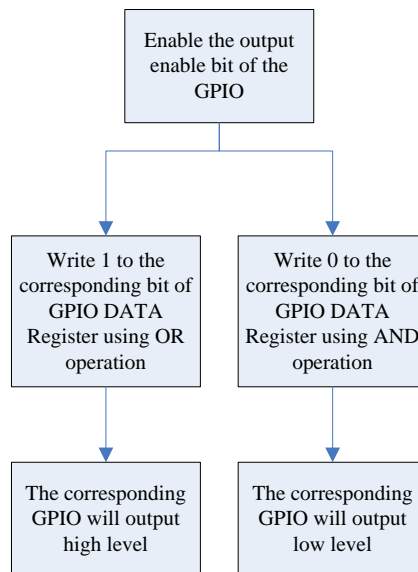 Enable the output
enable bit of the
GPIO
Write 1 to the
corresponding bit of
GPIO DATA
Register using OR
operation
Write 0 to the
corresponding bit of
GPIO DATA
Register using AND
operation
The corresponding
GPIO will output
high level
The corresponding
GPIO will output
low level